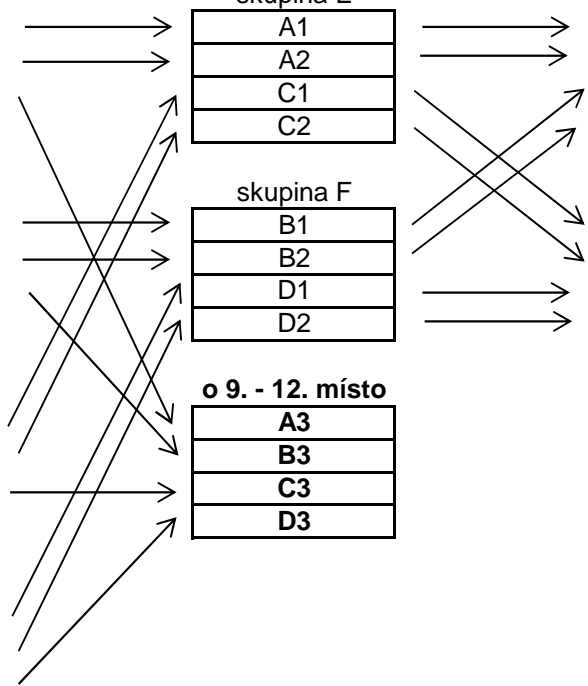 skupina E
A1
A2
C1
C2
skupina F
B1
B2
D1
D2
o 9. - 12. místo
A3
B3
C3
D3